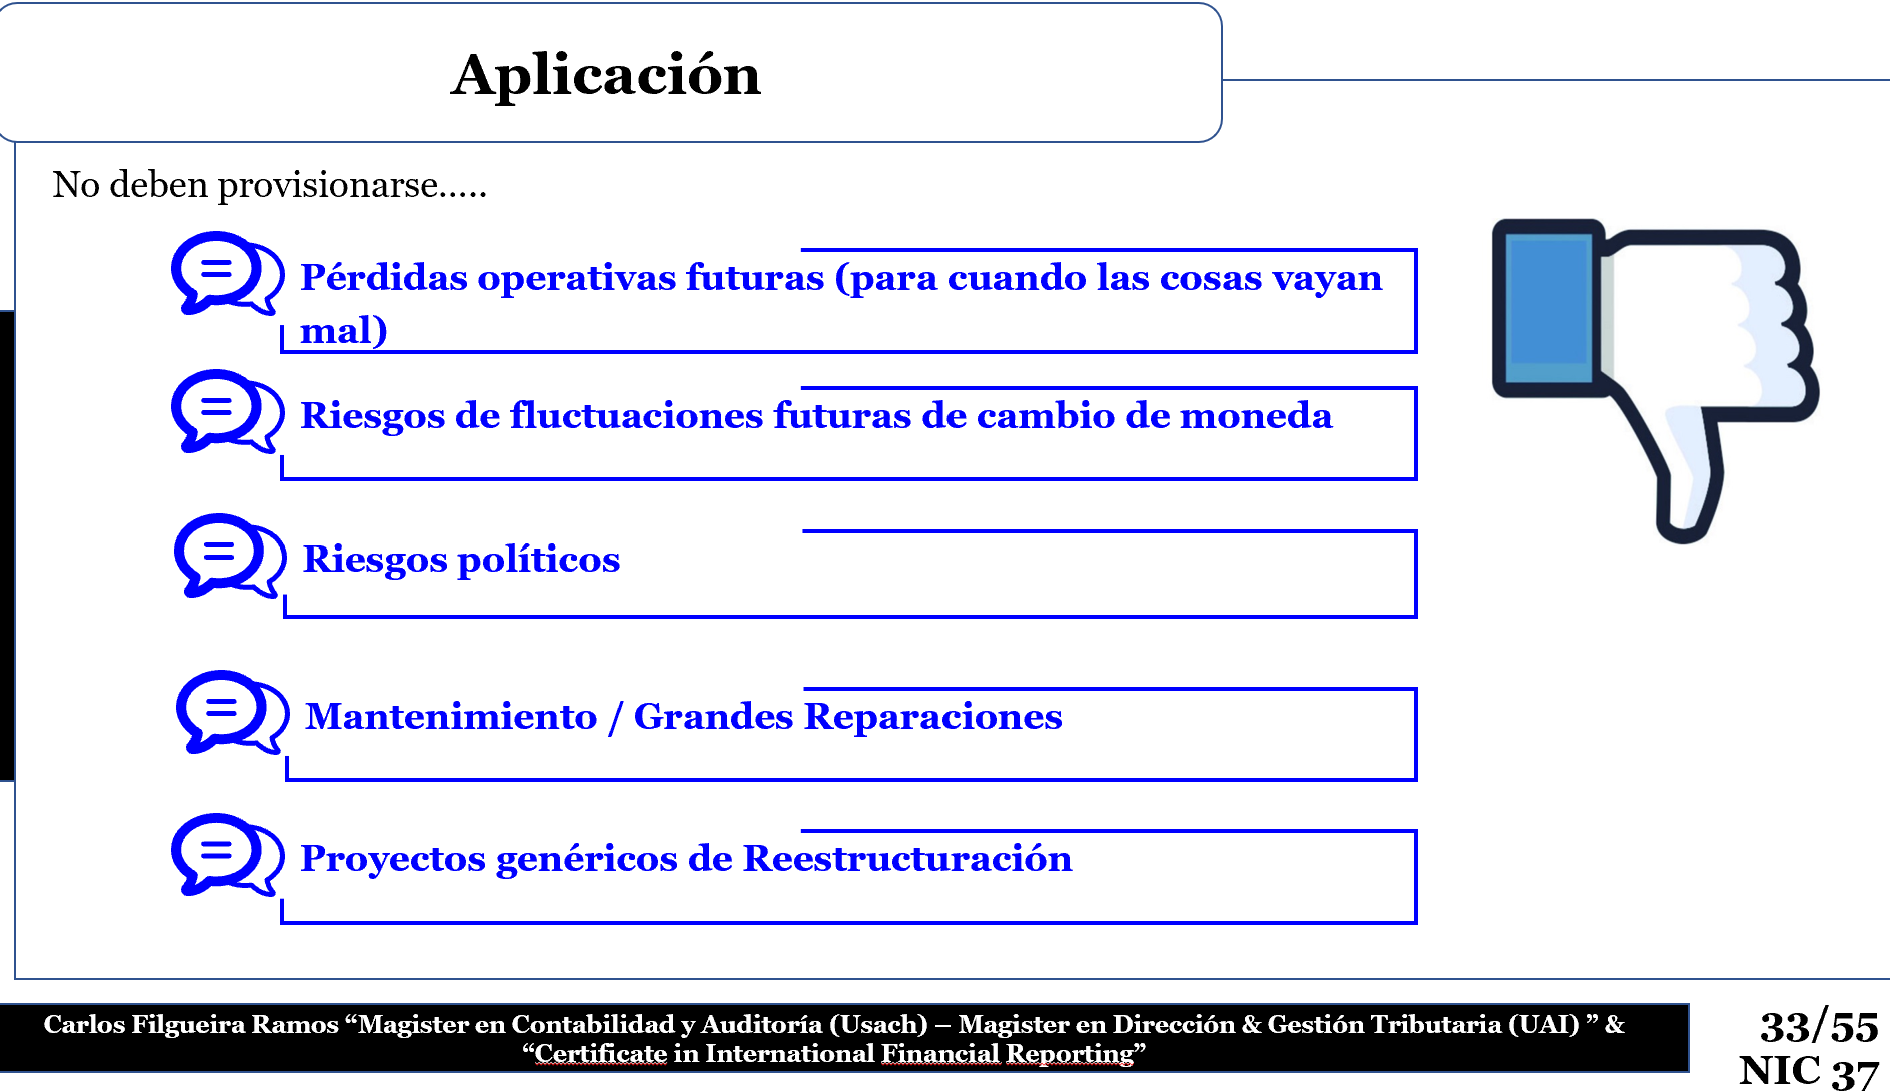 Aplicación
No deben provisionarse.....
Pérdidas operativas futuras (para cuando las cosas vayan
mal)
Riesgos de fluctuaciones futuras de cambio de moneda
Riesgos políticos
Mantenimiento / Grandes Reparaciones
Proyectos genéricos de Reestructuración
Carlos Filgueira Ramos “Magister en Contabilidad y Auditoría (Usach) – Magister en Dirección & Gestión Tributaria (UAI) ” &
“Certificate in International Financial Reporting”
33/55
NIC 37